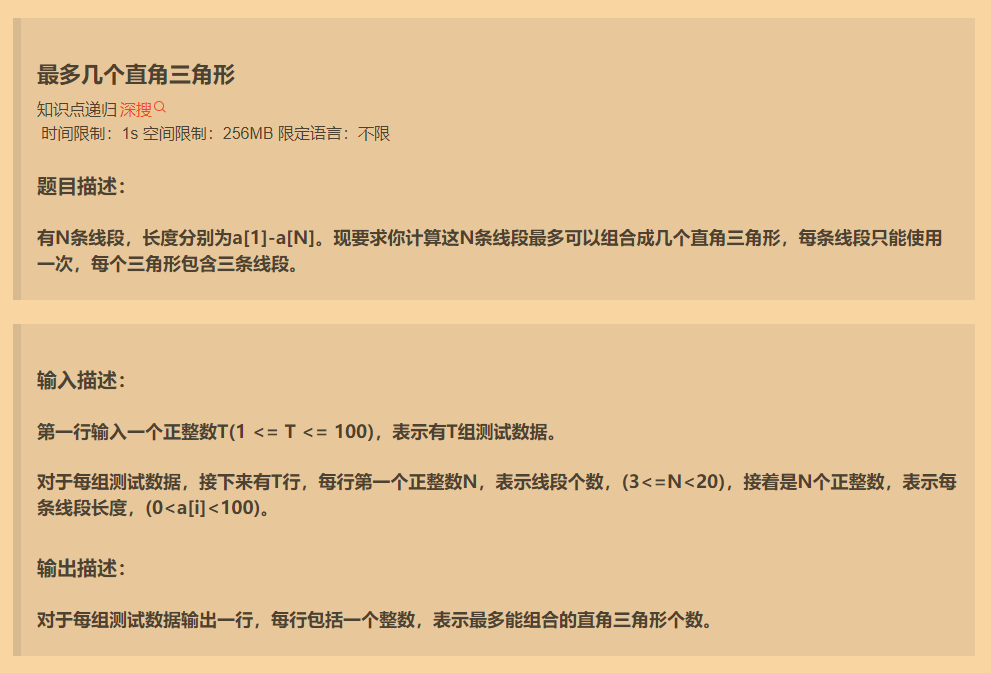 最多几个直角三角形
知识点递归深搜
时间限制：1s 空间限制：256MB 限定语言：不限
题目描述：
有N条线段，长度分别为a[1]-a[N]。现要求你计算这N条线段最多可以组合成几个直角三角形，每条线段只能使用
一次，每个三角形包含三条线段。
输入描述：
第一行输入一个正整数T(1 <= T <= 100)，表示有T组测试数据。
对于每组测试数据，接下来有T行，每行第一个正整数N，表示线段个数，(3<=N<20)，接着是N个正整数，表示每
条线段长度，(0<a[i]<100)。
输出描述：
对于每组测试数据输出一行，每行包括一个整数，表示最多能组合的直角三角形个数。